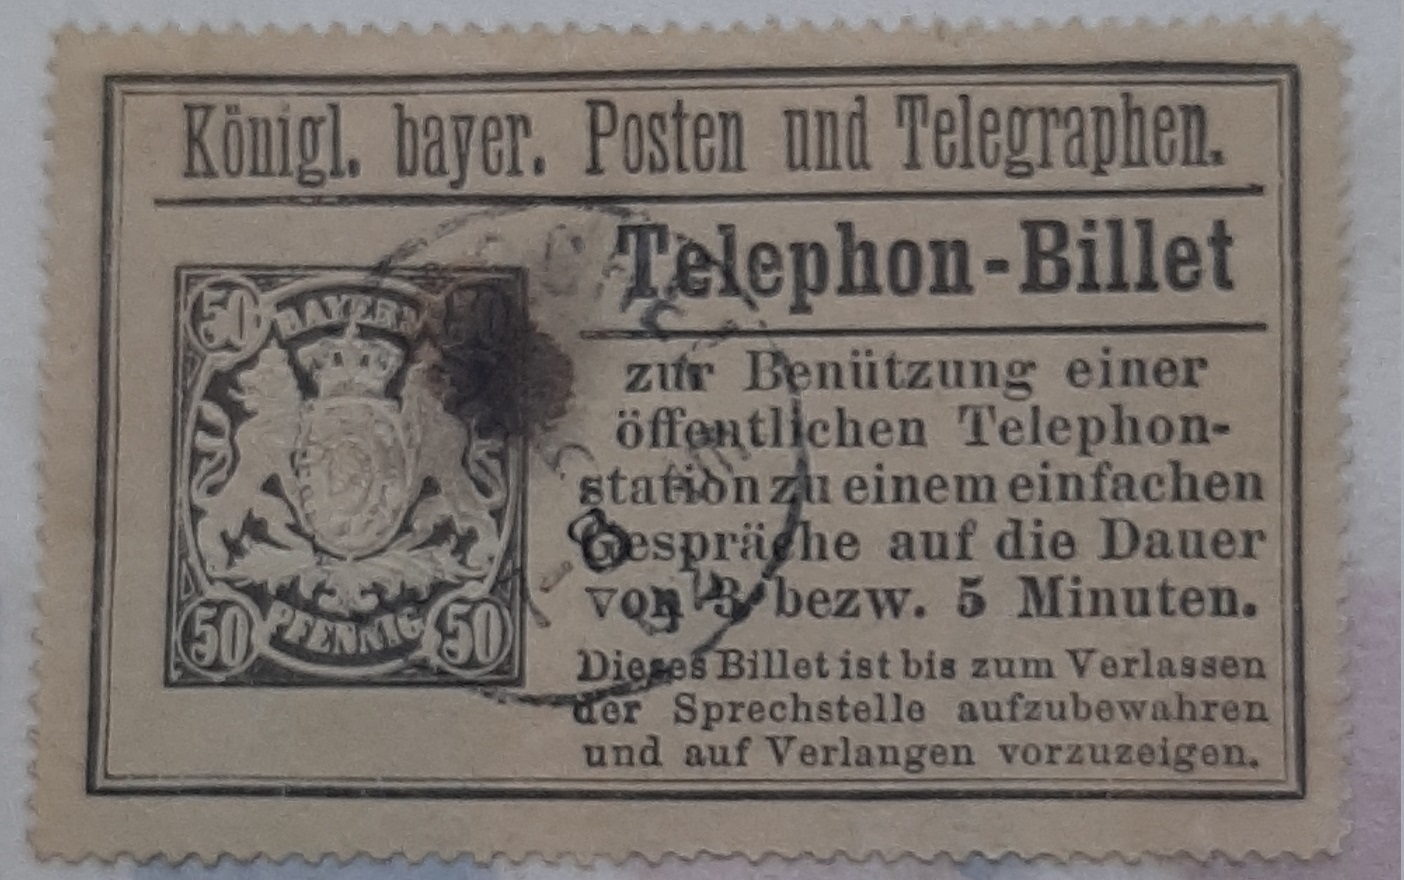 Königl. bayer. Posten und Telegraphen.
Telephon-Billet
50
BAYERN
PFENNIG
50
50
zur Benützung einer
öffentlichen Telephon-
station zu einem einfachen
Gespräche auf die Dauer
von 3 bezw. 5 Minuten.
Dieses Billet ist bis zum Verlassen
der Sprechstelle aufzubewahren
und auf Verlangen vorzuzeigen.